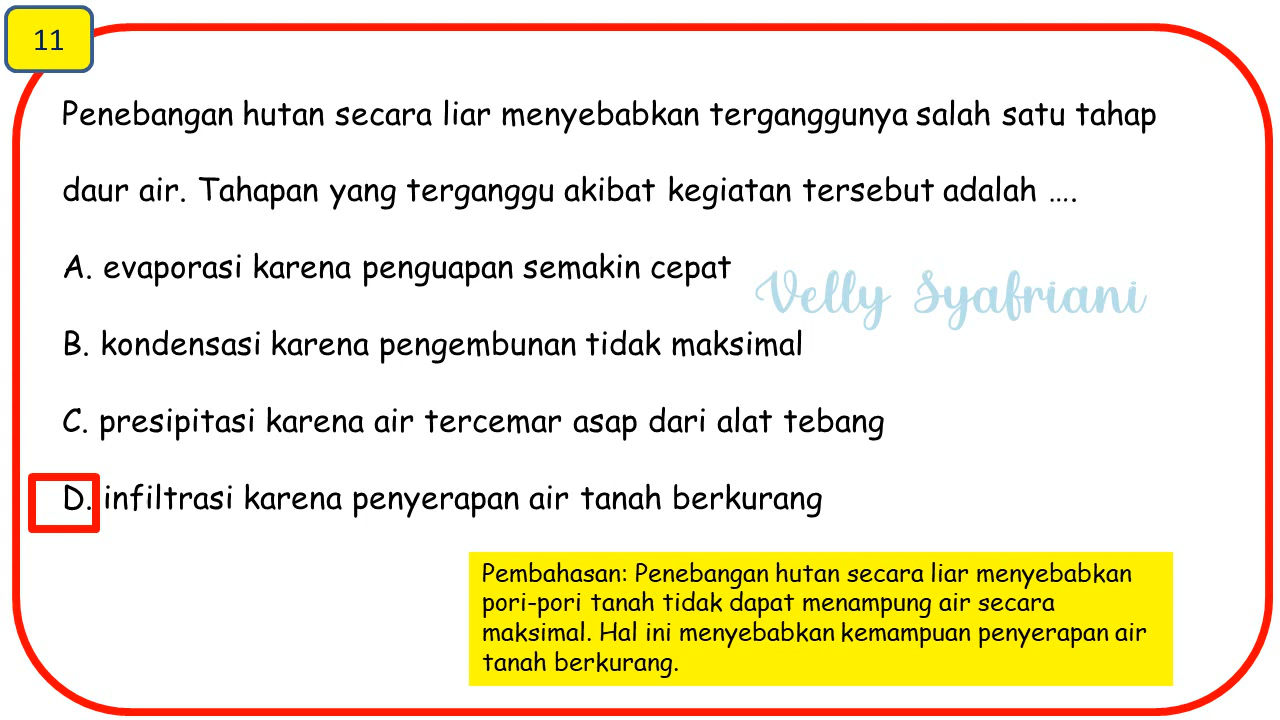 11
Penebangan hutan secara liar menyebabkan terganggunya salah satu tahap
daur air. Tahapan yang terganggu akibat kegiatan tersebut adalah ....
A. evaporasi karena penguapan semakin cepat
Velly Syafriani
B. kondensasi karena pengembunan tidak maksimal
C. presipitasi karena air tercemar asap dari alat tebang
D. infiltrasi karena penyerapan air tanah berkurang
Pembahasan: Penebangan hutan secara liar menyebabkan
pori-pori tanah tidak dapat menampung air secara
maksimal. Hal ini menyebabkan kemampuan penyerapan air
tanah berkurang.